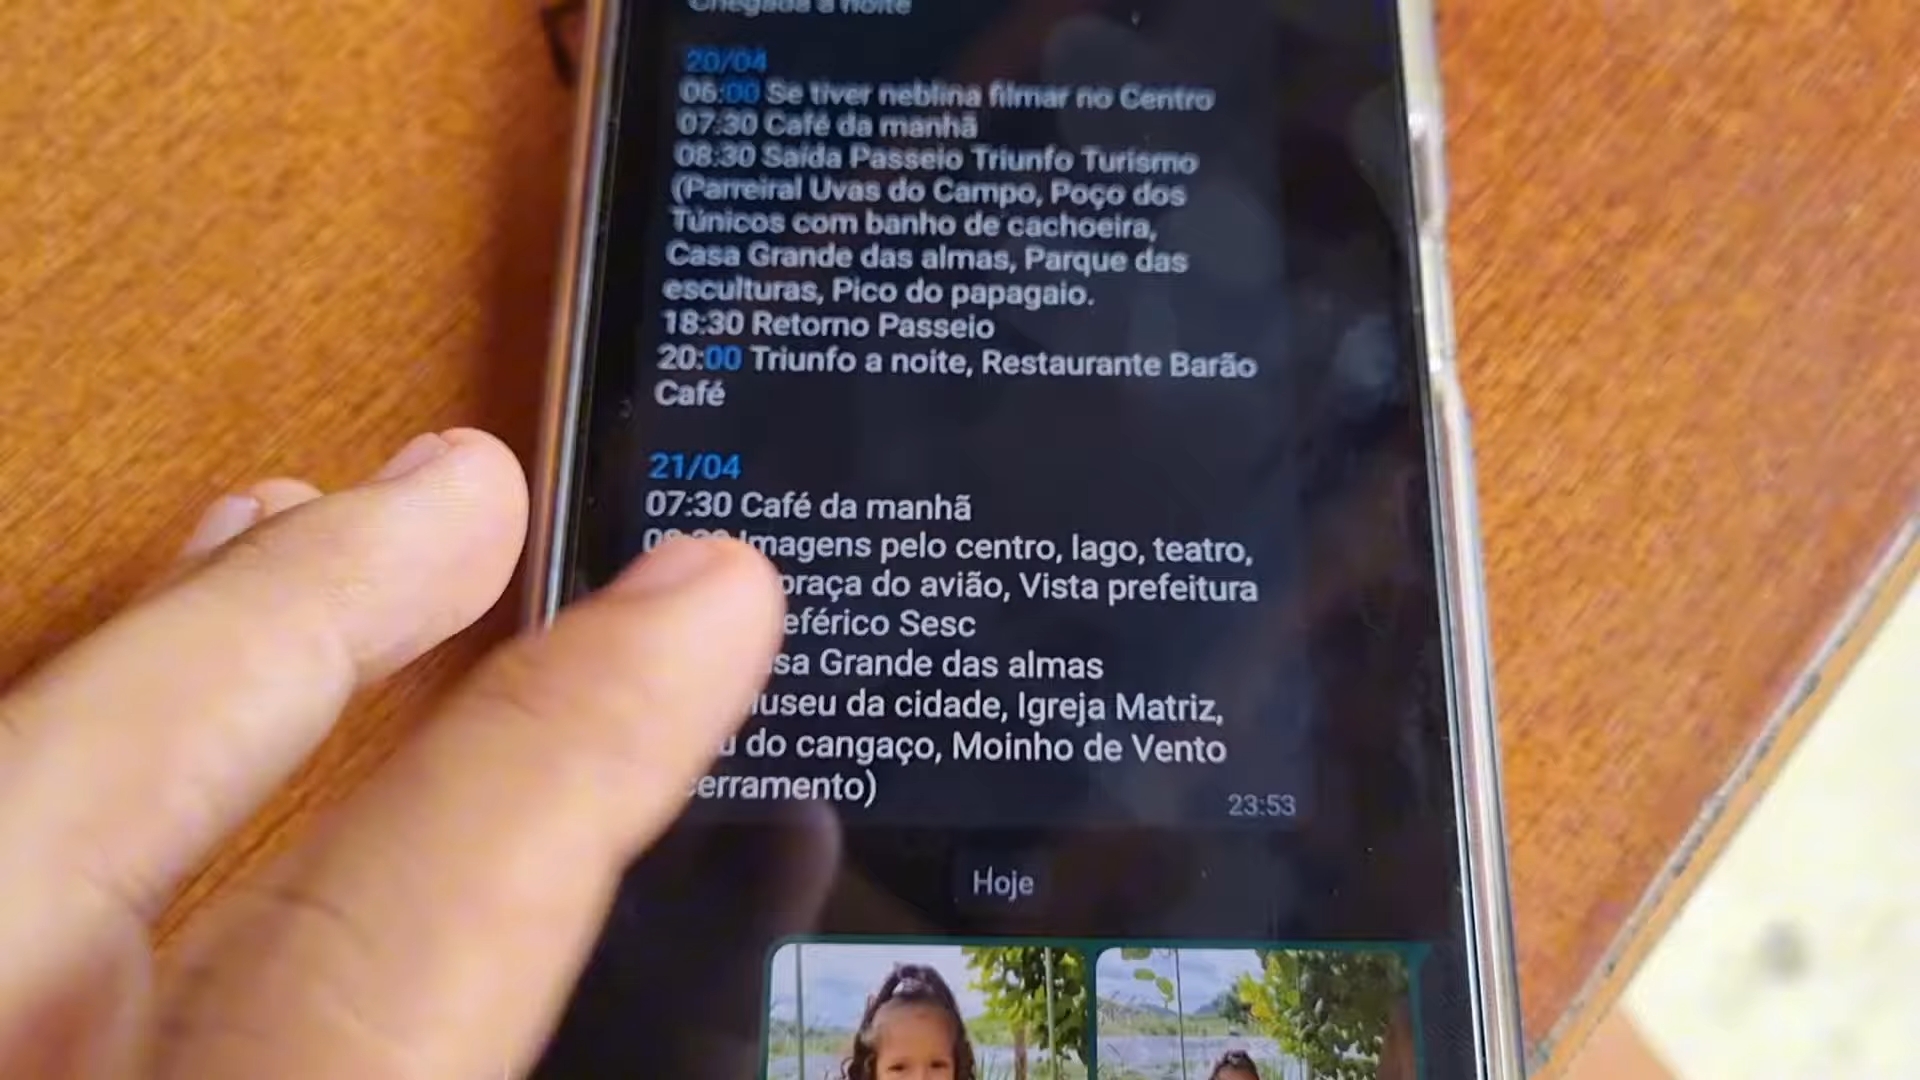 Chegada a noite
20/04
06:00 Se tiver neblina filmar no Centro
07:30 Café da manhã
08:30 Saída Passeio Triunfo Turismo
(Parreiral Uvas do Campo, Poço dos
Túnicos com banho de cachoeira,
Casa Grande das almas, Parque das
esculturas, Pico do papagaio.
18:30 Retorno Passeio
20:00 Triunfo a noite, Restaurante Barão
Café
21/04
07:30 Café da manhã
Imagens pelo centro, lago, teatro,
praça do avião, Vista prefeitura
eférico Sesc
sa Grande das almas
useu da cidade, Igreja Matriz,
u do cangaço, Moinho de Vento
cerramento)
23:53
Hoje